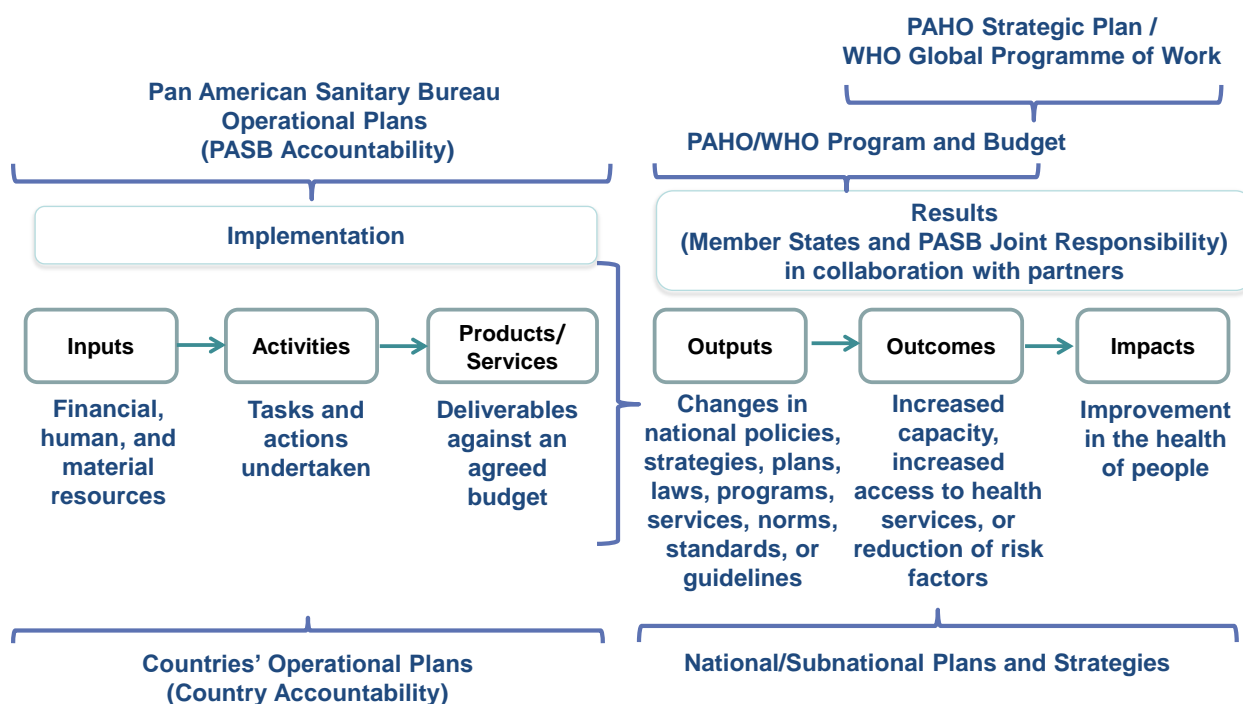 PAHO Strategic Plan /
WHO Global Programme of Work
Pan American Sanitary Bureau
Operational Plans
(PASB Accountability)
PAHO/WHO Program and Budget
Implementation
Results
(Member States and PASB Joint Responsibility)
in collaboration with partners
Inputs
Activities
Products/
Services
Outputs
Outcomes
Impacts
Financial,
human, and
material
resources
Tasks and
actions
undertaken
Deliverables
against an
agreed
budget
Changes in
national policies,
strategies, plans,
laws, programs,
services, norms,
standards, or
guidelines
Increased
capacity,
increased
access to health
services, or
reduction of risk
factors
Improvement
in the health
of people
Countries’ Operational Plans
(Country Accountability)
National/Subnational Plans and Strategies